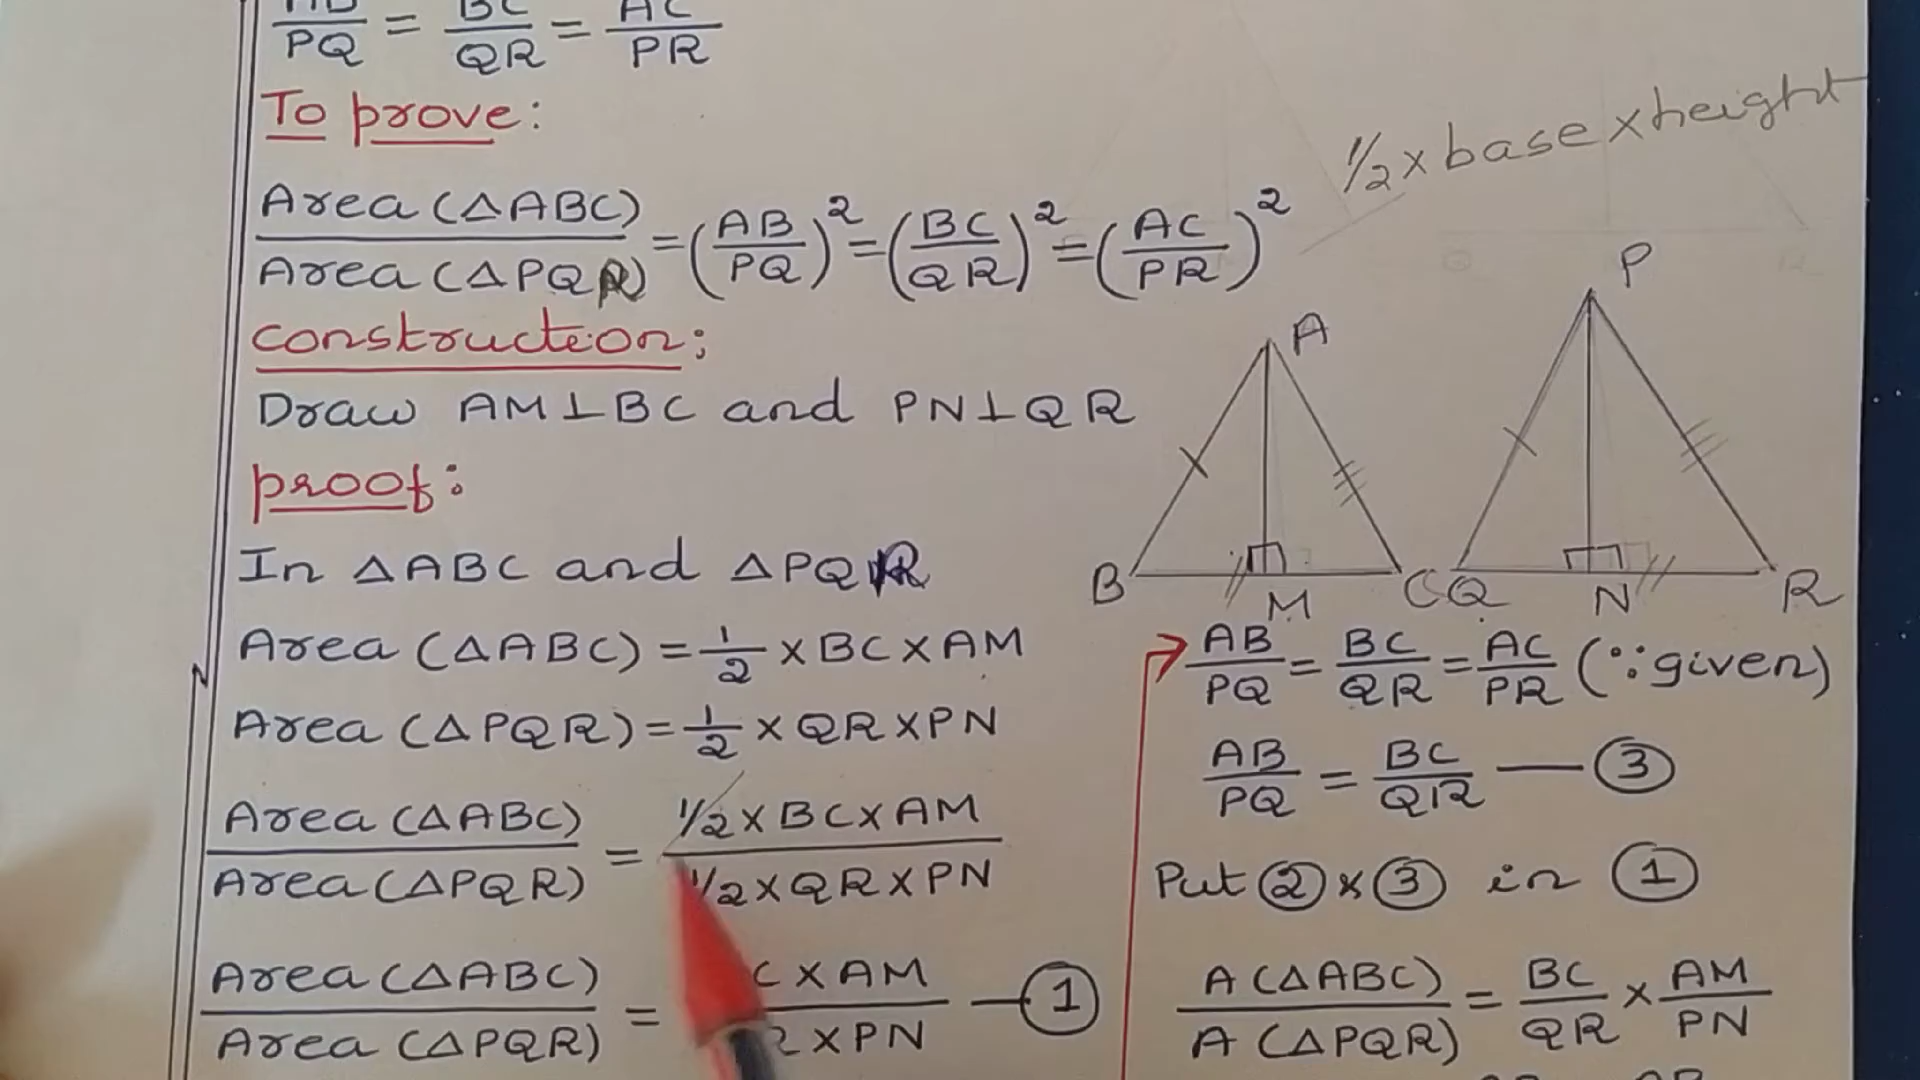 AB/PQ = BC/QR = AC/PR
To prove:
Area (△ABC)/Area (△PQR) = (AB/PQ)² = (BC/QR)² = (AC/PR)²
½ × base × height
construction:
Draw AM⊥BC and PN⊥QR
proof:
In △ABC and △PQR
Area (△ABC) = 1/2 × BC × AM
Area (△PQR) = 1/2 × QR × PN
Area (△ABC)/Area (△PQR) = ½ × BC × AM/½ × QR × PN
Area (△ABC)/Area (△PQR) = C × AM/R × PN — ①
A
P
B M C
Q N R
AB/PQ = BC/QR = AC/PR (∵ given)
AB/PQ = BC/QR — ③
Put ② & ③ in ①
A (△ABC)/A (△PQR) = BC/QR × AM/PN